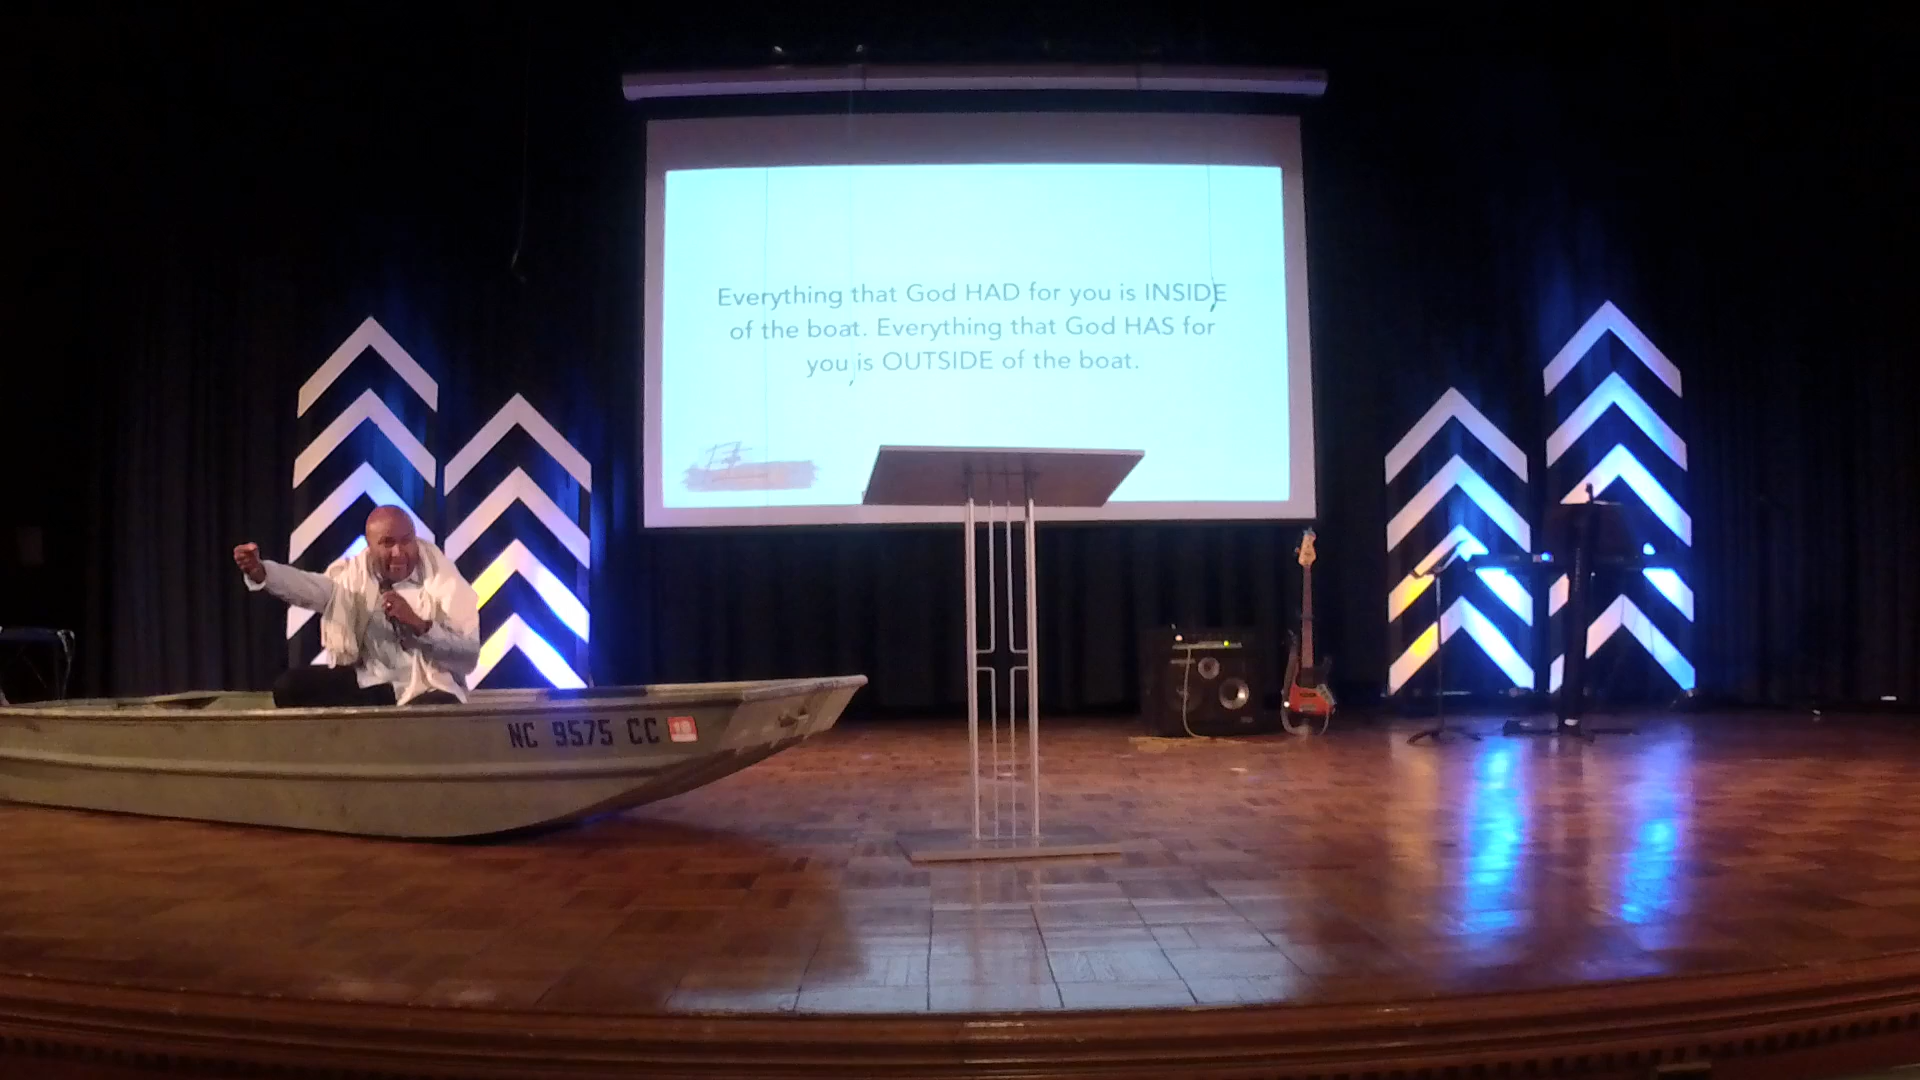 Everything that God HAD for you is INSIDE
of the boat. Everything that God HAS for
you is OUTSIDE of the boat.
NC 9575 CC 18